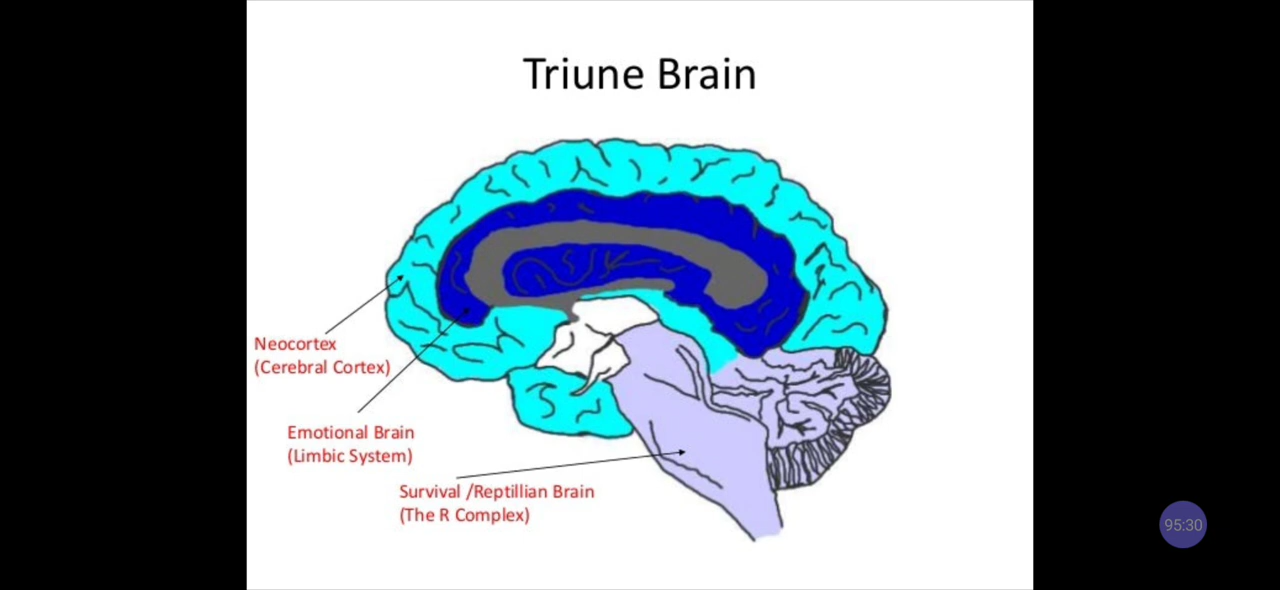 Triune Brain
Neocortex
(Cerebral Cortex)
Emotional Brain
(Limbic System)
Survival /Reptillian Brain
(The R Complex)
95:30